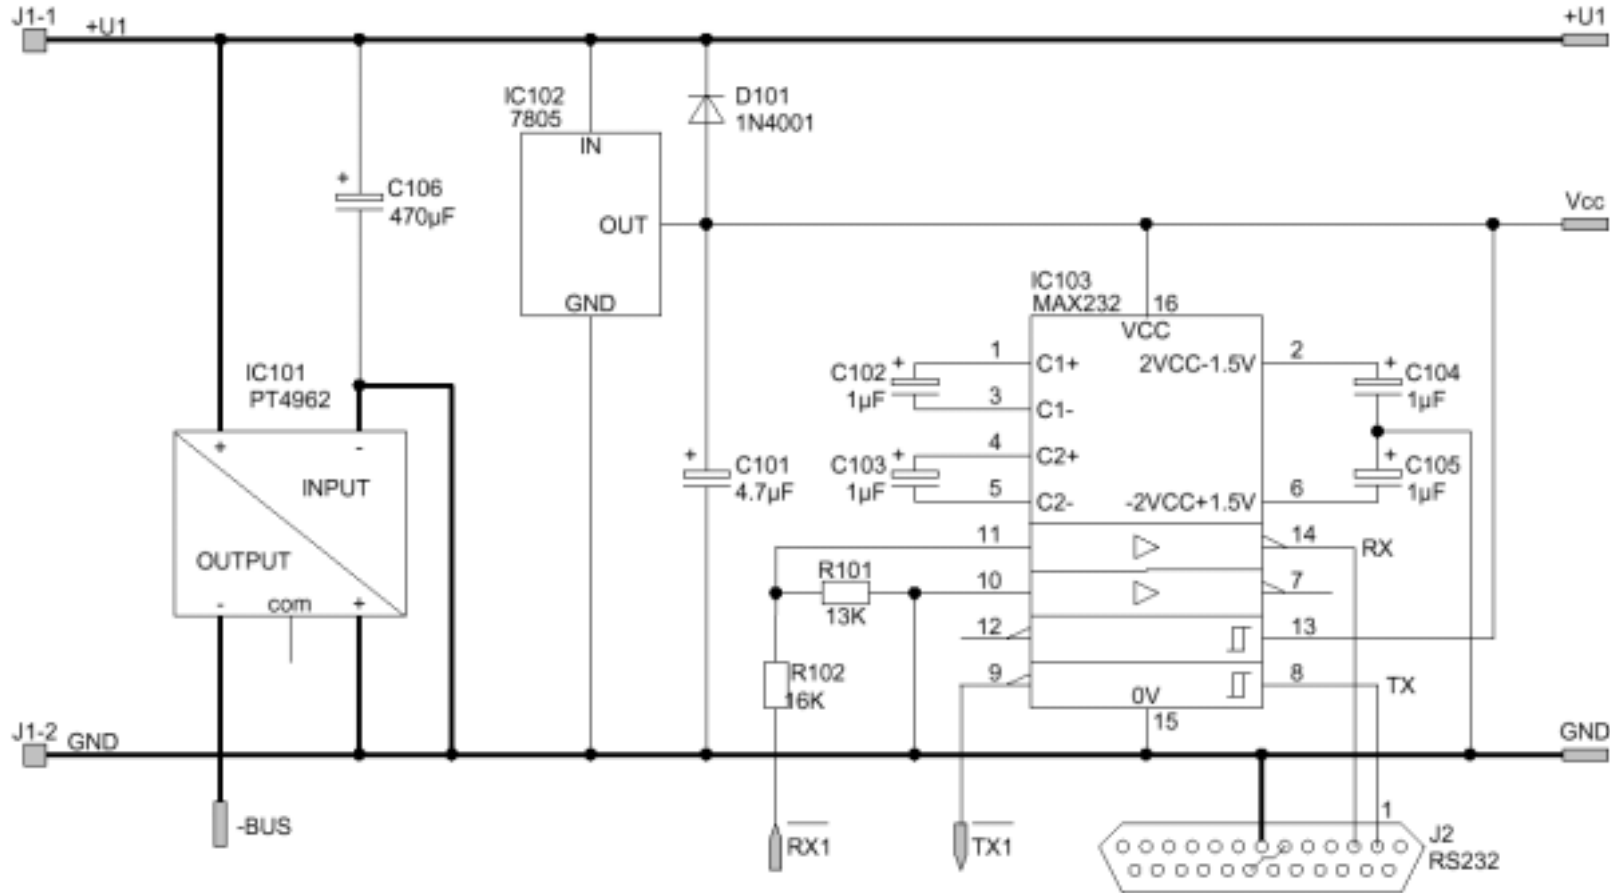 J1-1
+U1
+U1
IC102
7805
IN
OUT
GND
D101
1N4001
+
C106
470µF
Vcc
IC103
MAX232
16
VCC
IC101
PT4962
+
-
INPUT
OUTPUT
-
com
+
+
C101
4.7µF
+
C102
1µF
1
C1+
3
C1-
+
C103
1µF
4
C2+
5
C2-
2VCC-1.5V
2
+
C104
1µF
-2VCC+1.5V
6
+
C105
1µF
11
14
RX
R101
13K
10
7
12
13
R102
16K
9
8
TX
0V
15
J1-2
GND
GND
-BUS
RX1
TX1
1
J2
RS232